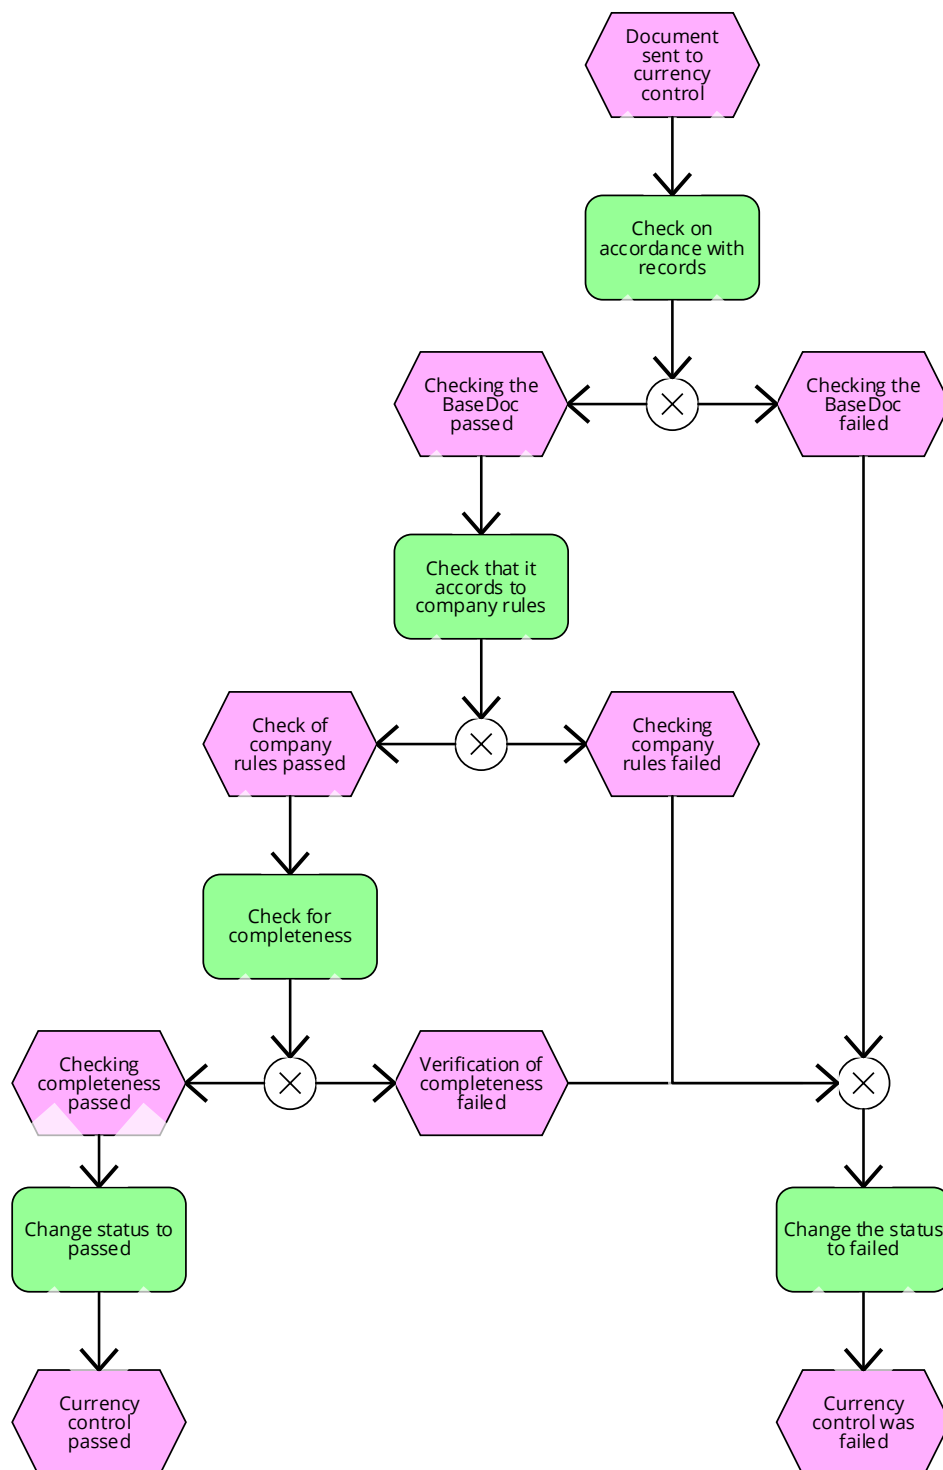 Document
sent to
currency
control
Check on
accordance with
records
Checking the
BaseDoc
passed
Checking the
BaseDoc
failed
Check that it
accords to
company rules
Check of
company
rules passed
Checking
company
rules failed
Check for
completeness
Checking
completeness
passed
Verification of
completeness
failed
Change status to
passed
Change the status
to failed
Currency
control
passed
Currency
control was
failed